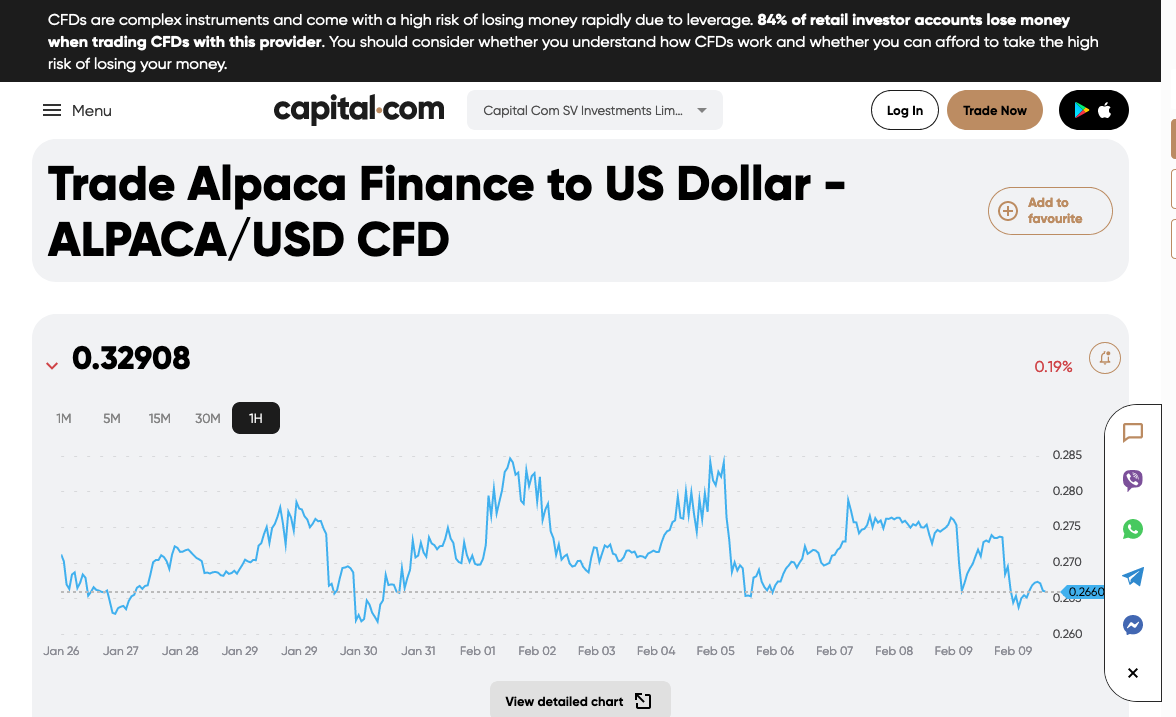 CFDs are complex instruments and come with a high risk of losing money rapidly due to leverage. 84% of retail investor accounts lose money
when trading CFDs with this provider. You should consider whether you understand how CFDs work and whether you can afford to take the high
risk of losing your money.
Menu
capital.com
Capital Com SV Investments Lim...
Log In
Trade Now
Trade Alpaca Finance to US Dollar -
ALPACA/USD CFD
Add to
favourite
0.32908
0.19%
1M 5M 15M 30M 1H
0.285
0.280
0.275
0.270
0.2660
0.265
0.260
Jan 26 Jan 27 Jan 28 Jan 29 Jan 29 Jan 30 Jan 31 Feb 01 Feb 02 Feb 03 Feb 04 Feb 05 Feb 06 Feb 07 Feb 08 Feb 09 Feb 09
View detailed chart